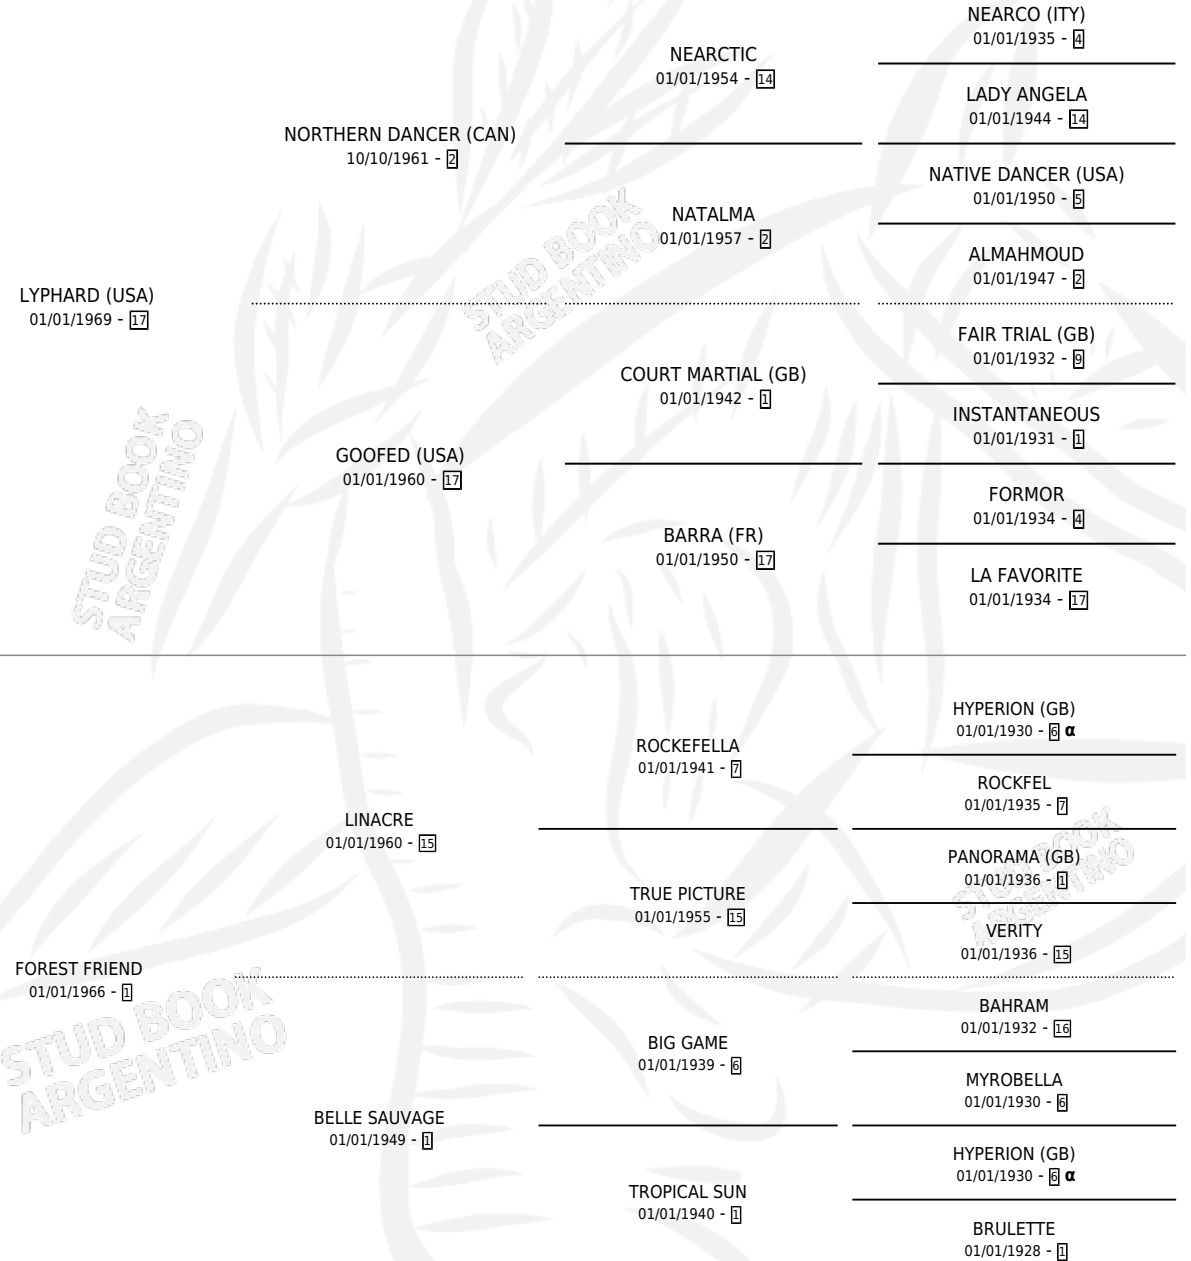 NEARCO (ITY)
01/01/1935 - 4
NEARCTIC
01/01/1954 - 14
LADY ANGELA
01/01/1944 - 14
NORTHERN DANCER (CAN)
10/10/1961 - 2
NATIVE DANCER (USA)
01/01/1950 - 5
NATALMA
01/01/1957 - 2
ALMAHMOUD
01/01/1947 - 2
LYPHARD (USA)
01/01/1969 - 17
FAIR TRIAL (GB)
01/01/1932 - 9
COURT MARTIAL (GB)
01/01/1942 - 1
INSTANTANEOUS
01/01/1931 - 1
GOOFED (USA)
01/01/1960 - 17
FORMOR
01/01/1934 - 4
BARRA (FR)
01/01/1950 - 17
LA FAVORITE
01/01/1934 - 17
HYPERION (GB)
01/01/1930 - 6 α
ROCKEFELLA
01/01/1941 - 7
ROCKFEL
01/01/1935 - 7
LINACRE
01/01/1960 - 15
PANORAMA (GB)
01/01/1936 - 1
TRUE PICTURE
01/01/1955 - 15
VERITY
01/01/1936 - 15
FOREST FRIEND
01/01/1966 - 1
BAHRAM
01/01/1932 - 16
BIG GAME
01/01/1939 - 6
MYROBELLA
01/01/1930 - 6
BELLE SAUVAGE
01/01/1949 - 1
HYPERION (GB)
01/01/1930 - 6 α
TROPICAL SUN
01/01/1940 - 1
BRULETTE
01/01/1928 - 1
STUD BOOK
ARGENTINO
STUD BOOK
ARGENTINO
STUD BOOK
ARGENTINO
STUD BOOK
ARGENTINO